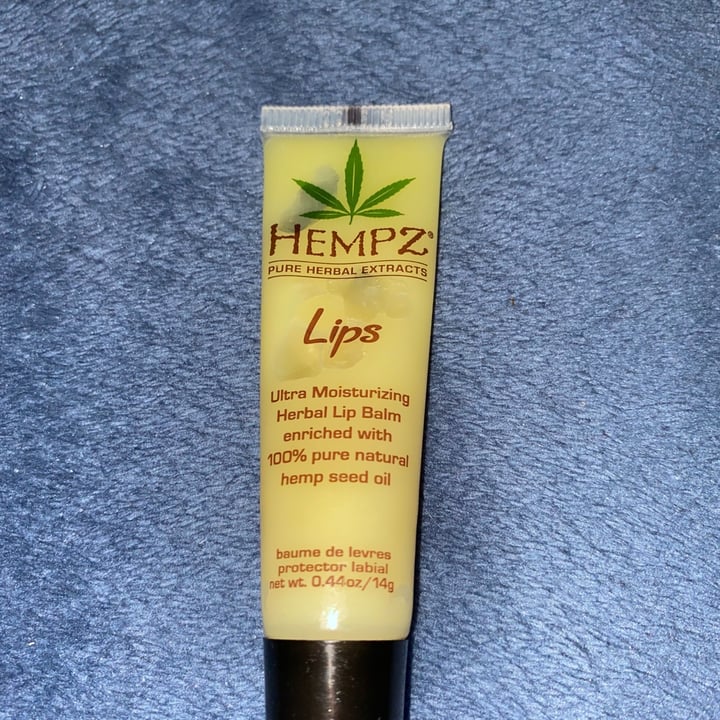 HEMPZ®
PURE HERBAL EXTRACTS
Lips
Ultra Moisturizing
Herbal Lip Balm
enriched with
100% pure natural
hemp seed oil
baume de levres
protector labial
net wt. 0.44oz/14g